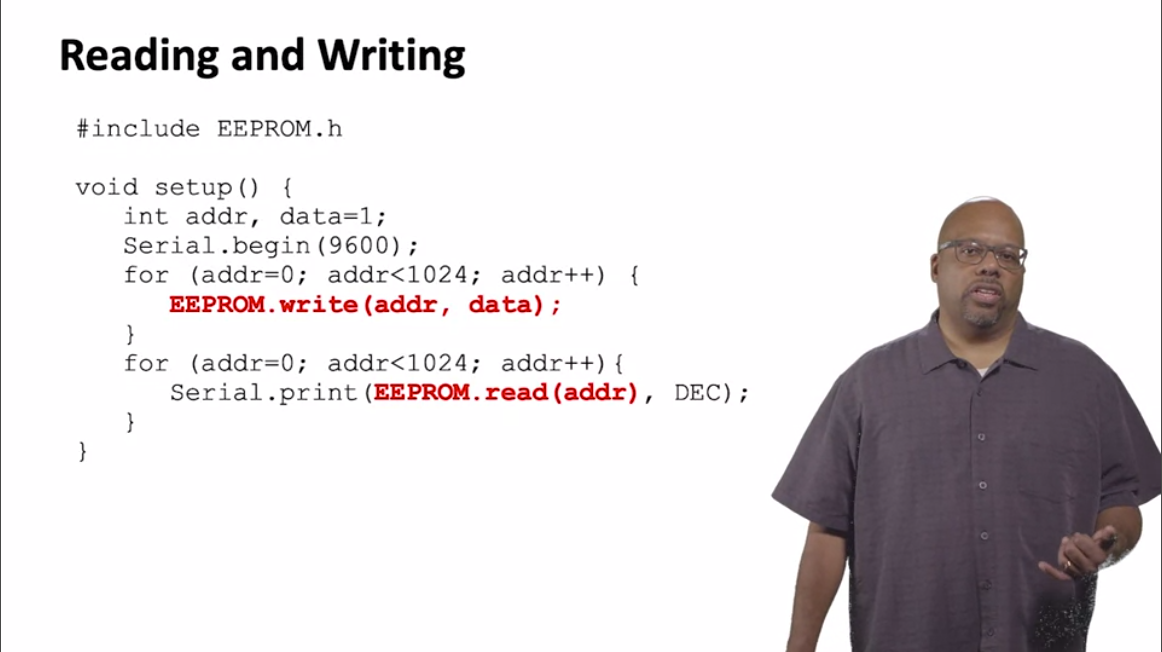 Reading and Writing
#include EEPROM.h
void setup() {
int addr, data=1;
Serial.begin(9600);
for (addr=0; addr<1024; addr++) {
EEPROM.write(addr, data);
}
for (addr=0; addr<1024; addr++){
Serial.print(EEPROM.read(addr), DEC);
}
}